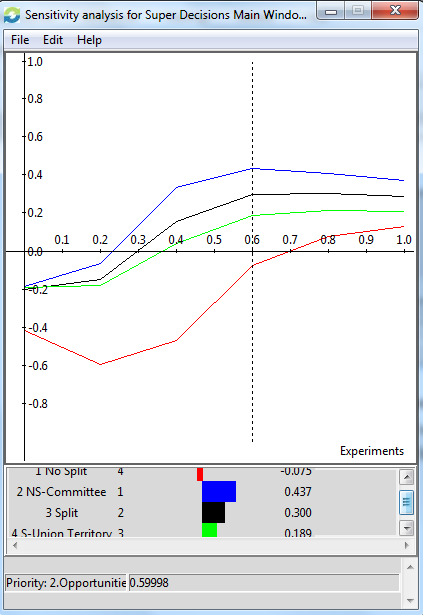 Sensitivity analysis for Super Decisions Main Windo...
File Edit Help
1.0
0.8
0.6
0.4
0.2
0.1 0.2 0.3 0.4 0.5 0.6 0.7 0.8 0.9 1.0
0.0
-0.2
-0.4
-0.6
-0.8
Experiments
1 No Split 4 -0.075
2 NS-Committee 1 0.437
3 Split 2 0.300
4 S-Union Territory 3 0.189
Priority: 2.Opportunitie 0.59998